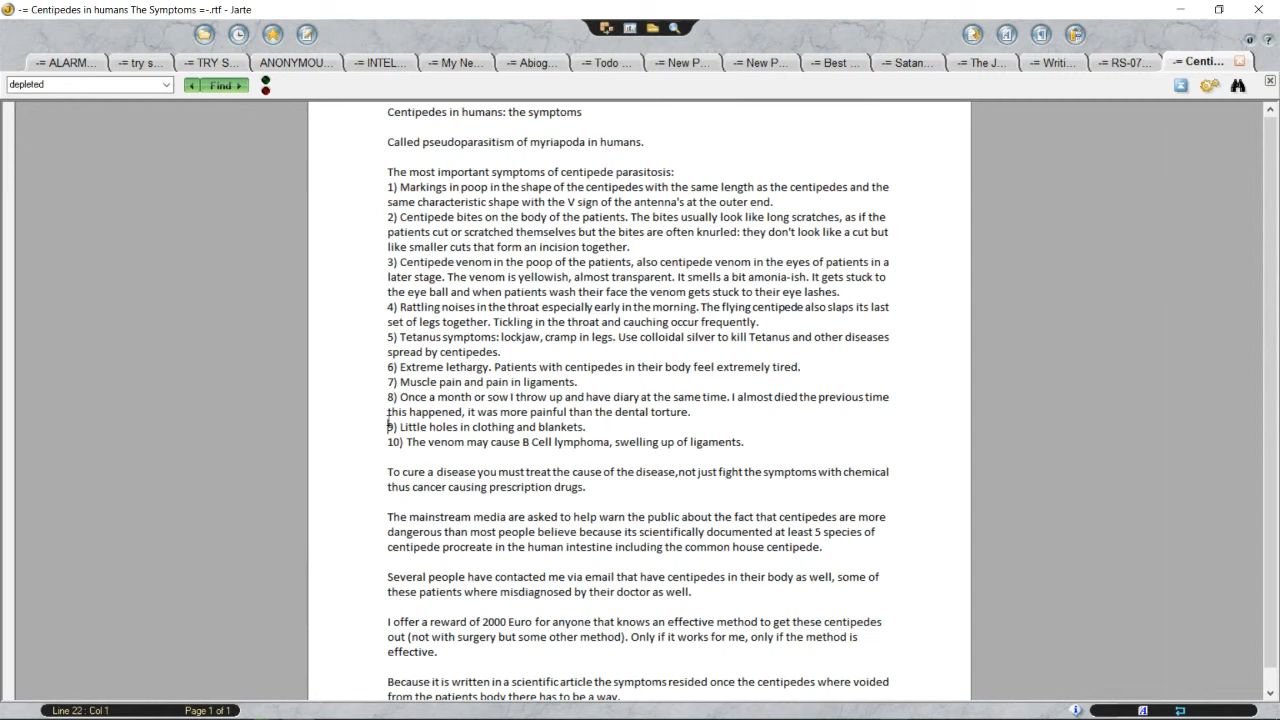 -= Centipedes in humans The Symptoms =-.rtf - Jarte
-= ALARM... -= try s... -= TRY S... ANONYMOU... -= INTEL... -= My Ne... -= Abiog... -= Todo ... -= New P... -= New P... -= Best ... -= Satan... -= The J... -= Writi... -= RS-07... -= Centi...
depleted Find
Centipedes in humans: the symptoms
Called pseudoparasitism of myriapoda in humans.
The most important symptoms of centipede parasitosis:
1) Markings in poop in the shape of the centipedes with the same length as the centipedes and the
same characteristic shape with the V sign of the antenna's at the outer end.
2) Centipede bites on the body of the patients. The bites usually look like long scratches, as if the
patients cut or scratched themselves but the bites are often knurled: they don't look like a cut but
like smaller cuts that form an incision together.
3) Centipede venom in the poop of the patients, also centipede venom in the eyes of patients in a
later stage. The venom is yellowish, almost transparent. It smells a bit amonia-ish. It gets stuck to
the eye ball and when patients wash their face the venom gets stuck to their eye lashes.
4) Rattling noises in the throat especially early in the morning. The flying centipede also slaps its last
set of legs together. Tickling in the throat and cauching occur frequently.
5) Tetanus symptoms: lockjaw, cramp in legs. Use colloidal silver to kill Tetanus and other diseases
spread by centipedes.
6) Extreme lethargy. Patients with centipedes in their body feel extremely tired.
7) Muscle pain and pain in ligaments.
8) Once a month or sow I throw up and have diary at the same time. I almost died the previous time
this happened, it was more painful than the dental torture.
9) Little holes in clothing and blankets.
10) The venom may cause B Cell lymphoma, swelling up of ligaments.
To cure a disease you must treat the cause of the disease,not just fight the symptoms with chemical
thus cancer causing prescription drugs.
The mainstream media are asked to help warn the public about the fact that centipedes are more
dangerous than most people believe because its scientifically documented at least 5 species of
centipede procreate in the human intestine including the common house centipede.
Several people have contacted me via email that have centipedes in their body as well, some of
these patients where misdiagnosed by their doctor as well.
I offer a reward of 2000 Euro for anyone that knows an effective method to get these centipedes
out (not with surgery but some other method). Only if it works for me, only if the method is
effective.
Because it is written in a scientific article the symptoms resided once the centipedes where voided
from the patients body there has to be a way.
Line 22 : Col 1 Page 1 of 1